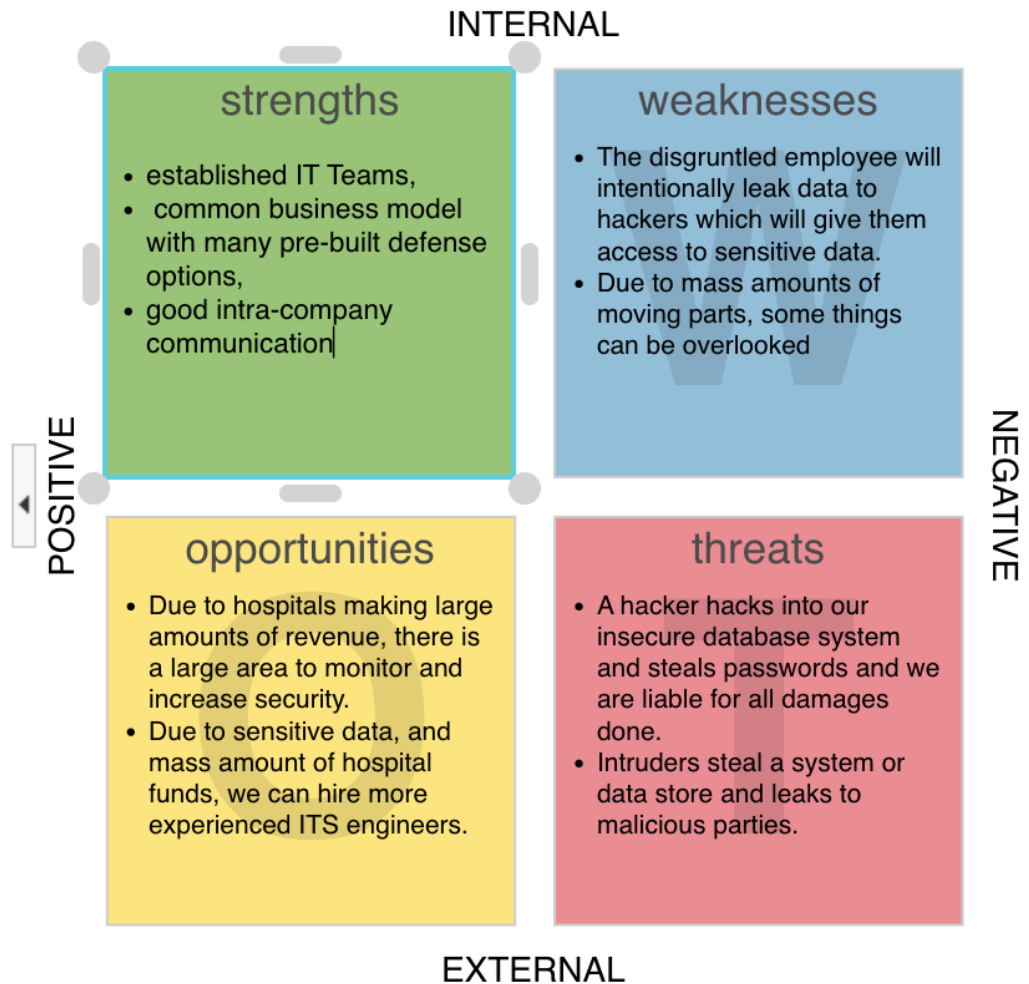 INTERNAL
strengths
• established IT Teams,
•  common business model
with many pre-built defense
options,
• good intra-company
communication
weaknesses
• The disgruntled employee will
intentionally leak data to
hackers which will give them
access to sensitive data.
• Due to mass amounts of
moving parts, some things
can be overlooked
W
POSITIVE
NEGATIVE
opportunities
• Due to hospitals making large
amounts of revenue, there is
a large area to monitor and
increase security.
• Due to sensitive data, and
mass amount of hospital
funds, we can hire more
experienced ITS engineers.
O
threats
• A hacker hacks into our
insecure database system
and steals passwords and we
are liable for all damages
done.
• Intruders steal a system or
data store and leaks to
malicious parties.
T
EXTERNAL